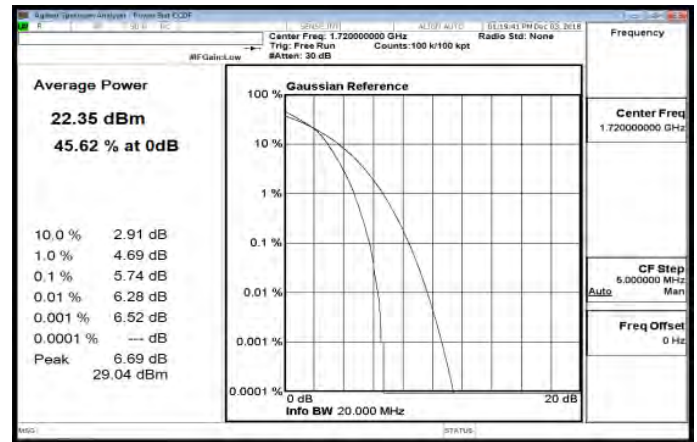 Agilent Spectrum Analyzer - Power Stat CCDF
SENSE:INT
ALIGN AUTO
01:19:41 PM Dec 03, 2018
Frequency
Center Freq: 1.720000000 GHz
Radio Std: None
Trig: Free Run
Counts:100 k/100 kpt
#IFGain:Low
#Atten: 30 dB
Average Power
22.35 dBm
45.62 % at 0dB
10.0 % 2.91 dB
1.0 % 4.69 dB
0.1 % 5.74 dB
0.01 % 6.28 dB
0.001 % 6.52 dB
0.0001 % --- dB
Peak 6.69 dB
29.04 dBm
Gaussian Reference
100 %
10 %
1 %
0.1 %
0.01 %
0.001 %
0.0001 %
0 dB
20 dB
Info BW 20.000 MHz
Center Freq
1.720000000 GHz
CF Step
5.000000 MHz
Auto Man
Freq Offset
0 Hz
MSG
STATUS